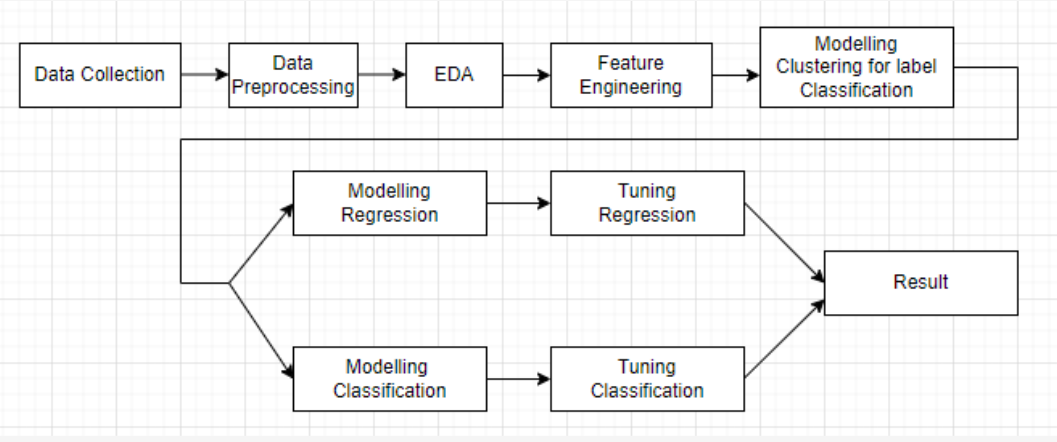 Data Collection
Data
Preprocessing
EDA
Feature
Engineering
Modelling
Clustering for label
Classification
Modelling
Regression
Tuning
Regression
Result
Modelling
Classification
Tuning
Classification